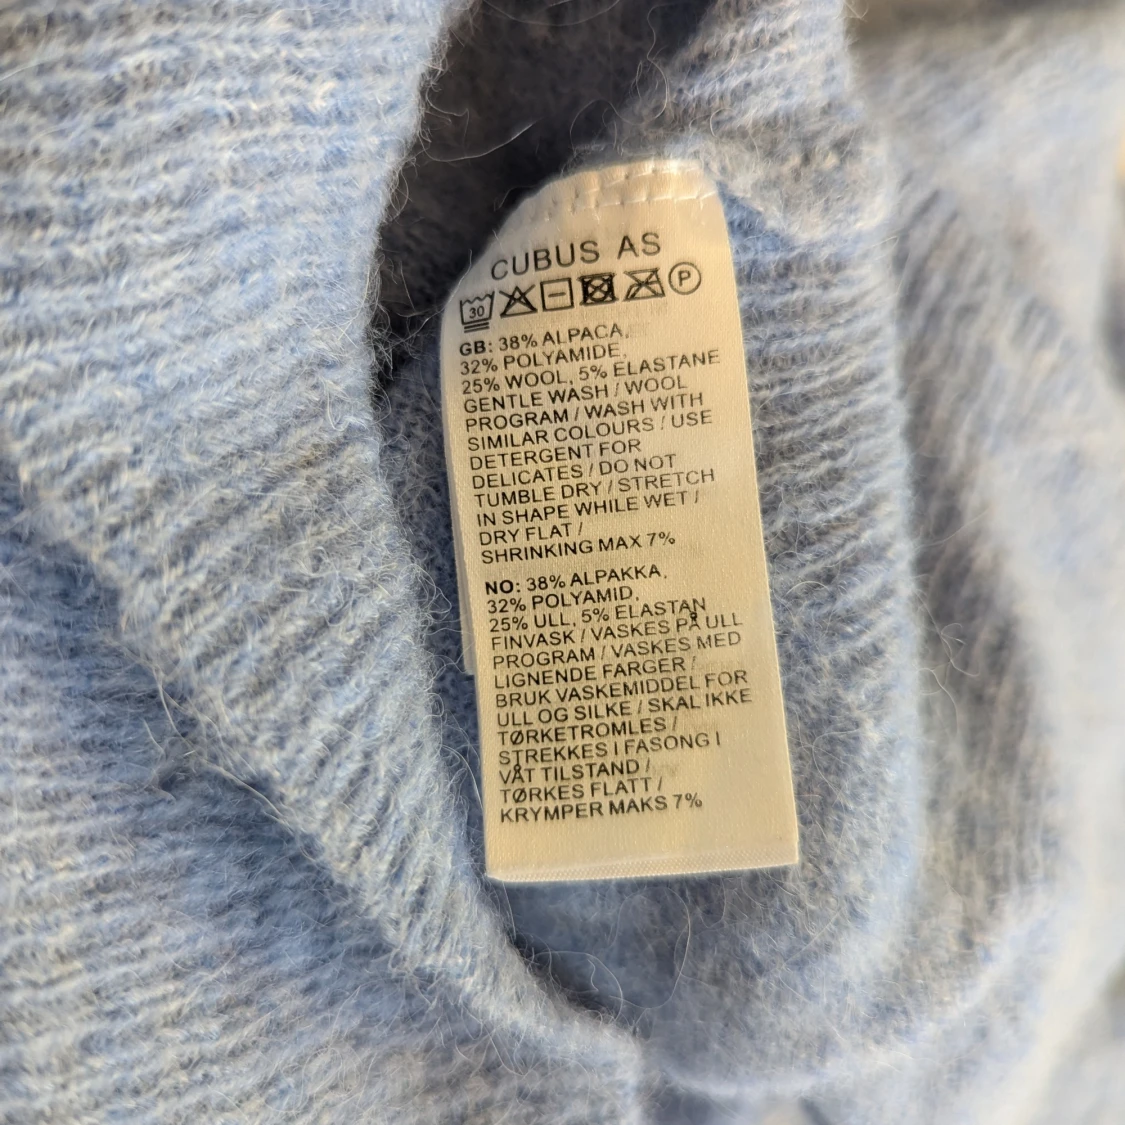 CUBUS AS
30 P
GB: 38% ALPACA,
32% POLYAMIDE,
25% WOOL, 5% ELASTANE
GENTLE WASH / WOOL
PROGRAM / WASH WITH
SIMILAR COLOURS / USE
DETERGENT FOR
DELICATES / DO NOT
TUMBLE DRY / STRETCH
IN SHAPE WHILE WET /
DRY FLAT /
SHRINKING MAX 7%
NO: 38% ALPAKKA,
32% POLYAMID,
25% ULL, 5% ELASTAN
FINVASK / VASKES PÅ ULL
PROGRAM / VASKES MED
LIGNENDE FARGER /
BRUK VASKEMIDDEL FOR
ULL OG SILKE / SKAL IKKE
TØRKETROMLES /
STREKKES I FASONG I
VÅT TILSTAND /
TØRKES FLATT /
KRYMPER MAKS 7%